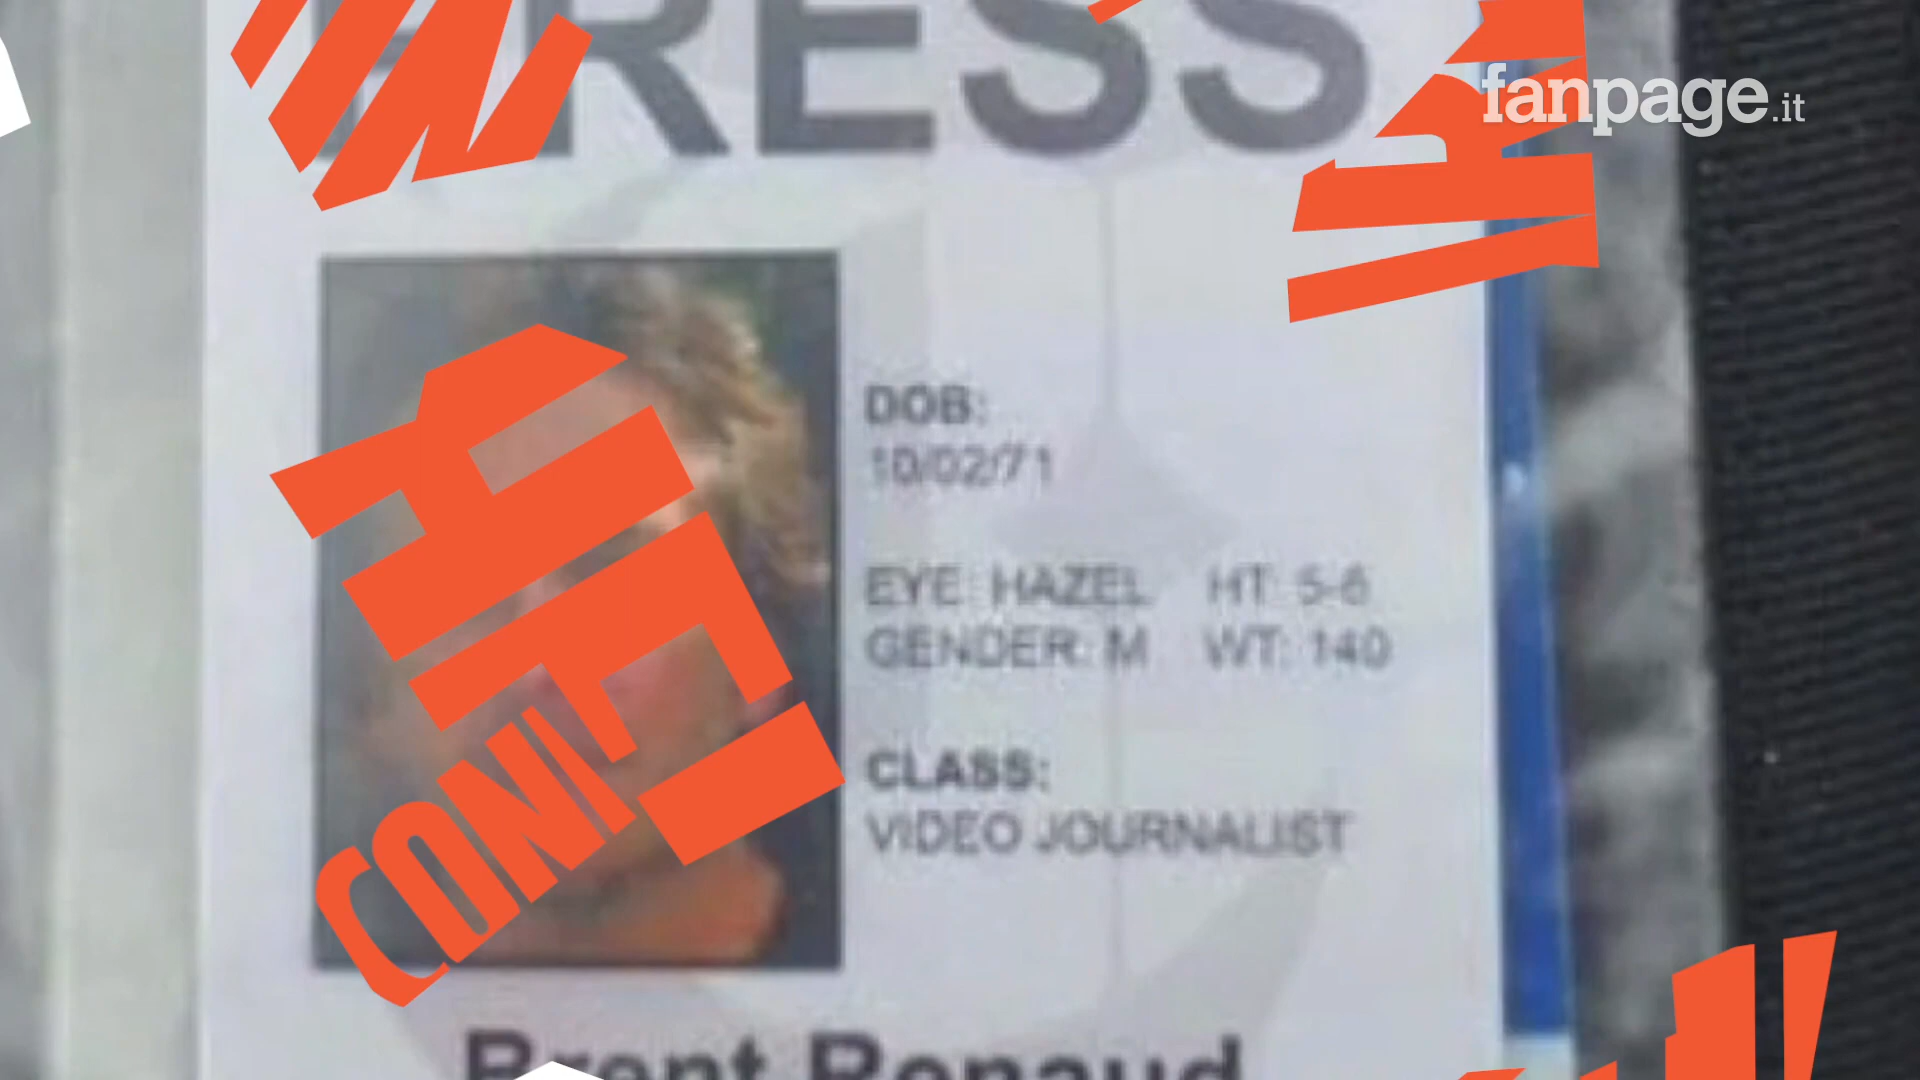 PRESS
fanpage.it
DOB:
10/02/71
EYE: HAZEL HT: 5-6
GENDER: M WT: 140
CLASS:
VIDEO JOURNALIST
Brent Renaud